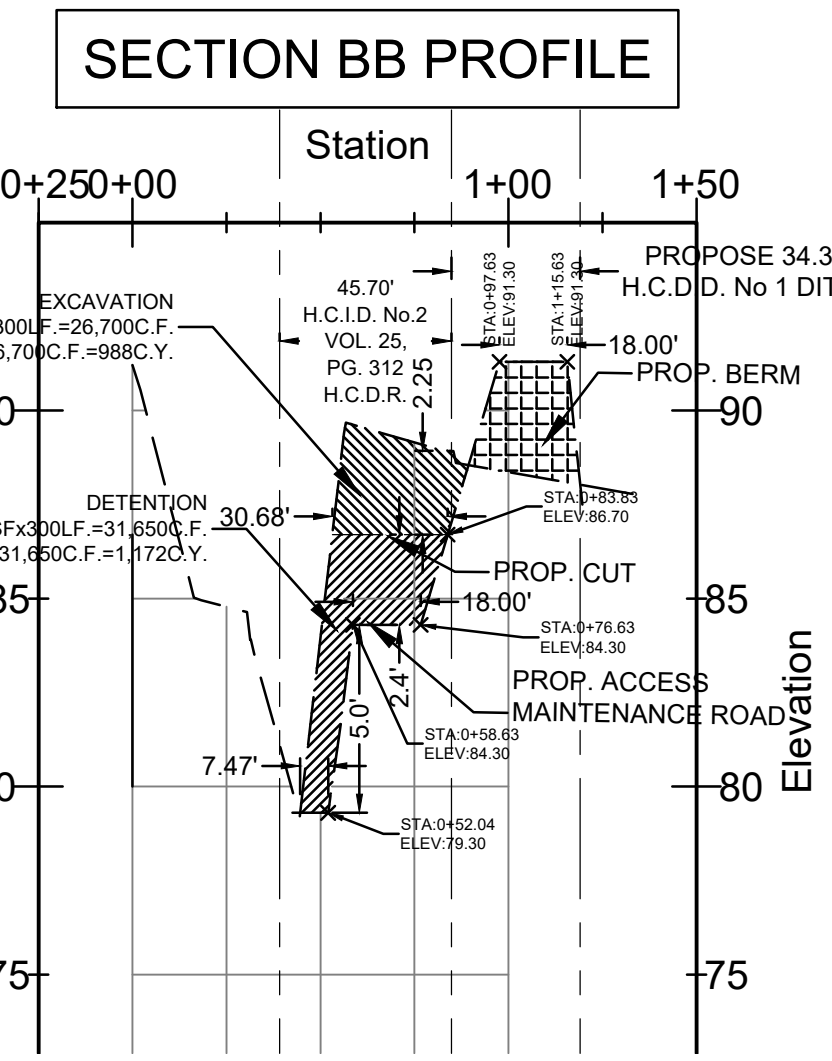 SECTION BB PROFILE
Station
0+25
0+00
1+00
1+50
STA:0+97.63
ELEV:91.30
STA:1+15.63
ELEV:91.30
PROPOSE 34.3
H.C.D.D. No 1 DIT
45.70'
H.C.I.D. No.2
VOL. 25,
PG. 312
H.C.D.R.
EXCAVATION
300LF.=26,700C.F.
6,700C.F.=988C.Y.
2.25
18.00'
PROP. BERM
90
DETENTION
SFx300LF.=31,650C.F.
31,650C.F.=1,172C.Y.
30.68'
STA:0+83.83
ELEV:86.70
PROP. CUT
85
18.00'
STA:0+76.63
ELEV:84.30
PROP. ACCESS
MAINTENANCE ROAD
2.4'
5.0'
STA:0+58.63
ELEV:84.30
7.47'
80
STA:0+52.04
ELEV:79.30
75
Elevation